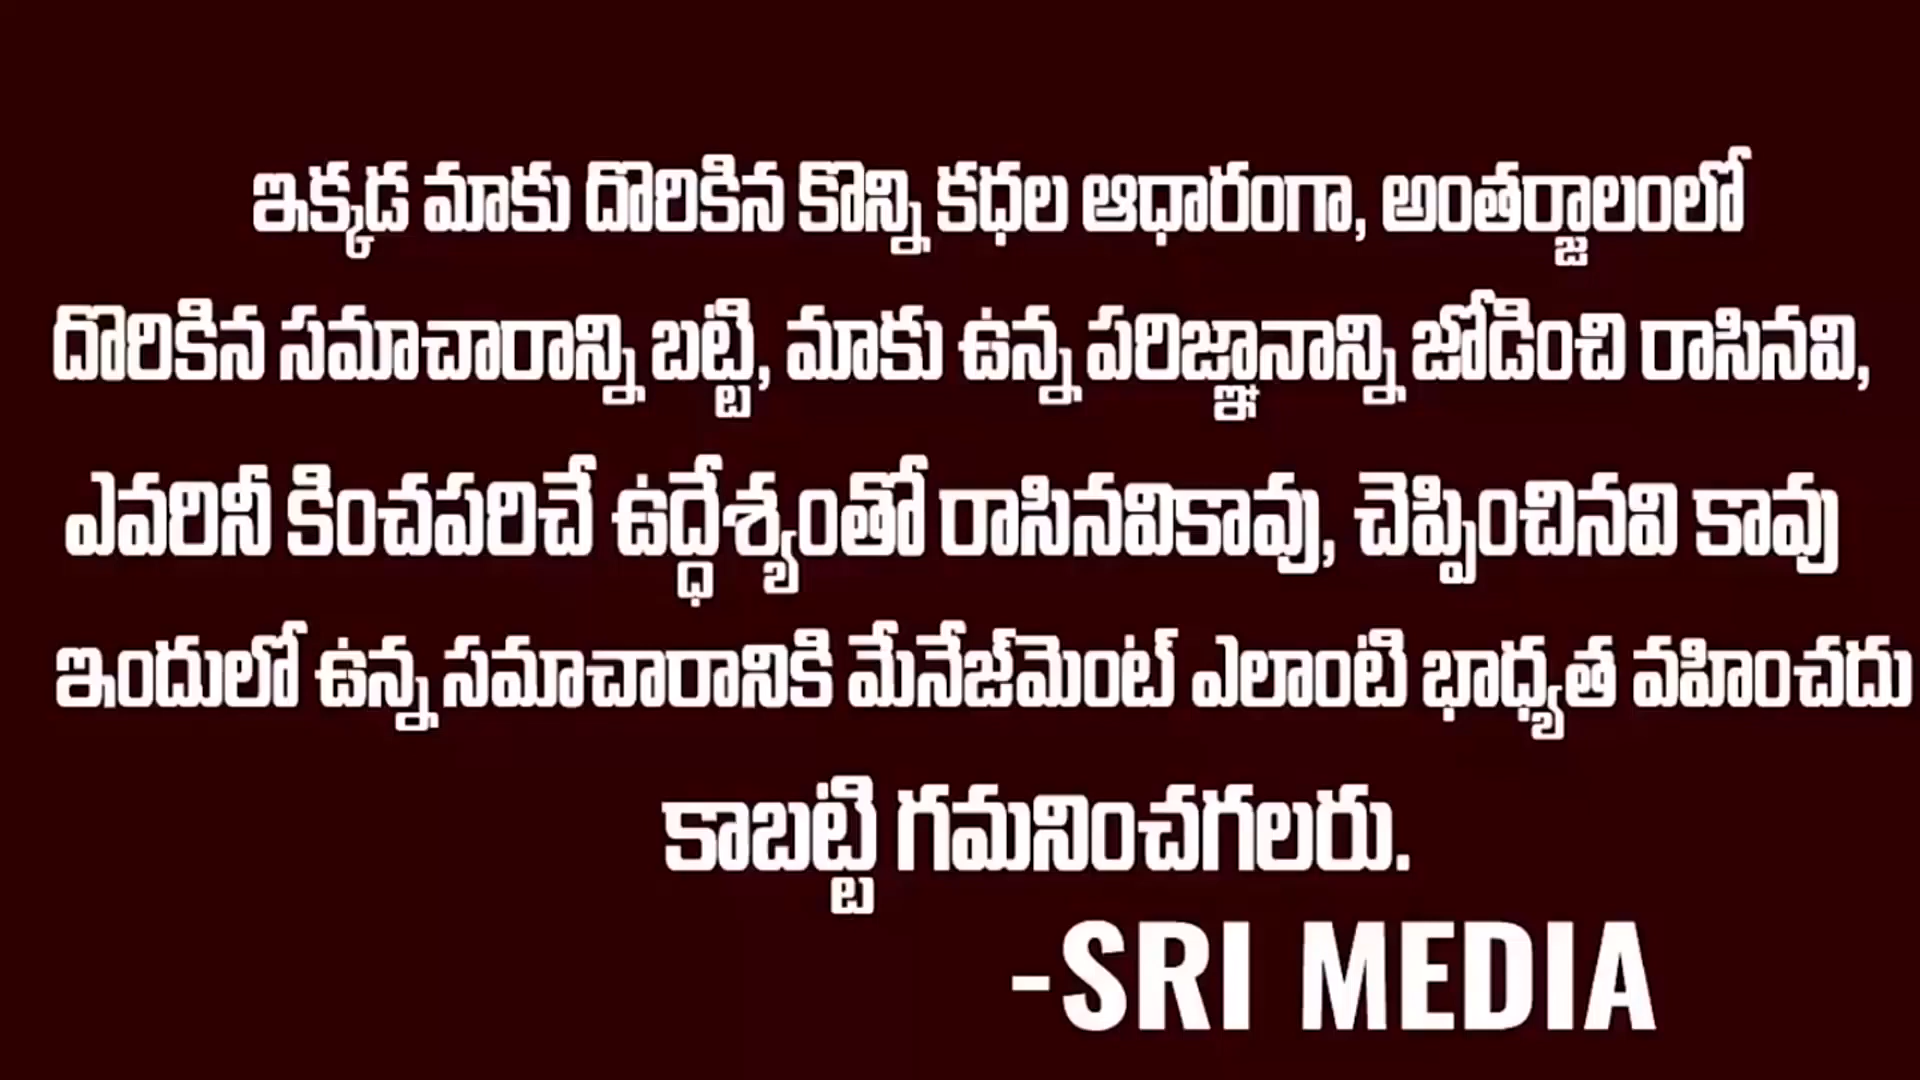 ఇక్కడ మాకు దొరికిన కొన్ని కధల ఆధారంగా, అంతర్జాలంలో
దొరికిన సమాచారాన్ని బట్టి, మాకు ఉన్న పరిజ్ఞానాన్ని జోడించి రాసినవి,
ఎవరినీ కించపరిచే ఉద్ధేశ్యంతో రాసినవికావు, చెప్పించినవి కావు
ఇందులో ఉన్న సమాచారానికి మేనేజ్‌మెంట్ ఎలాంటి భాధ్యత వహించదు
కాబట్టి గమనించగలరు.
-SRI MEDIA